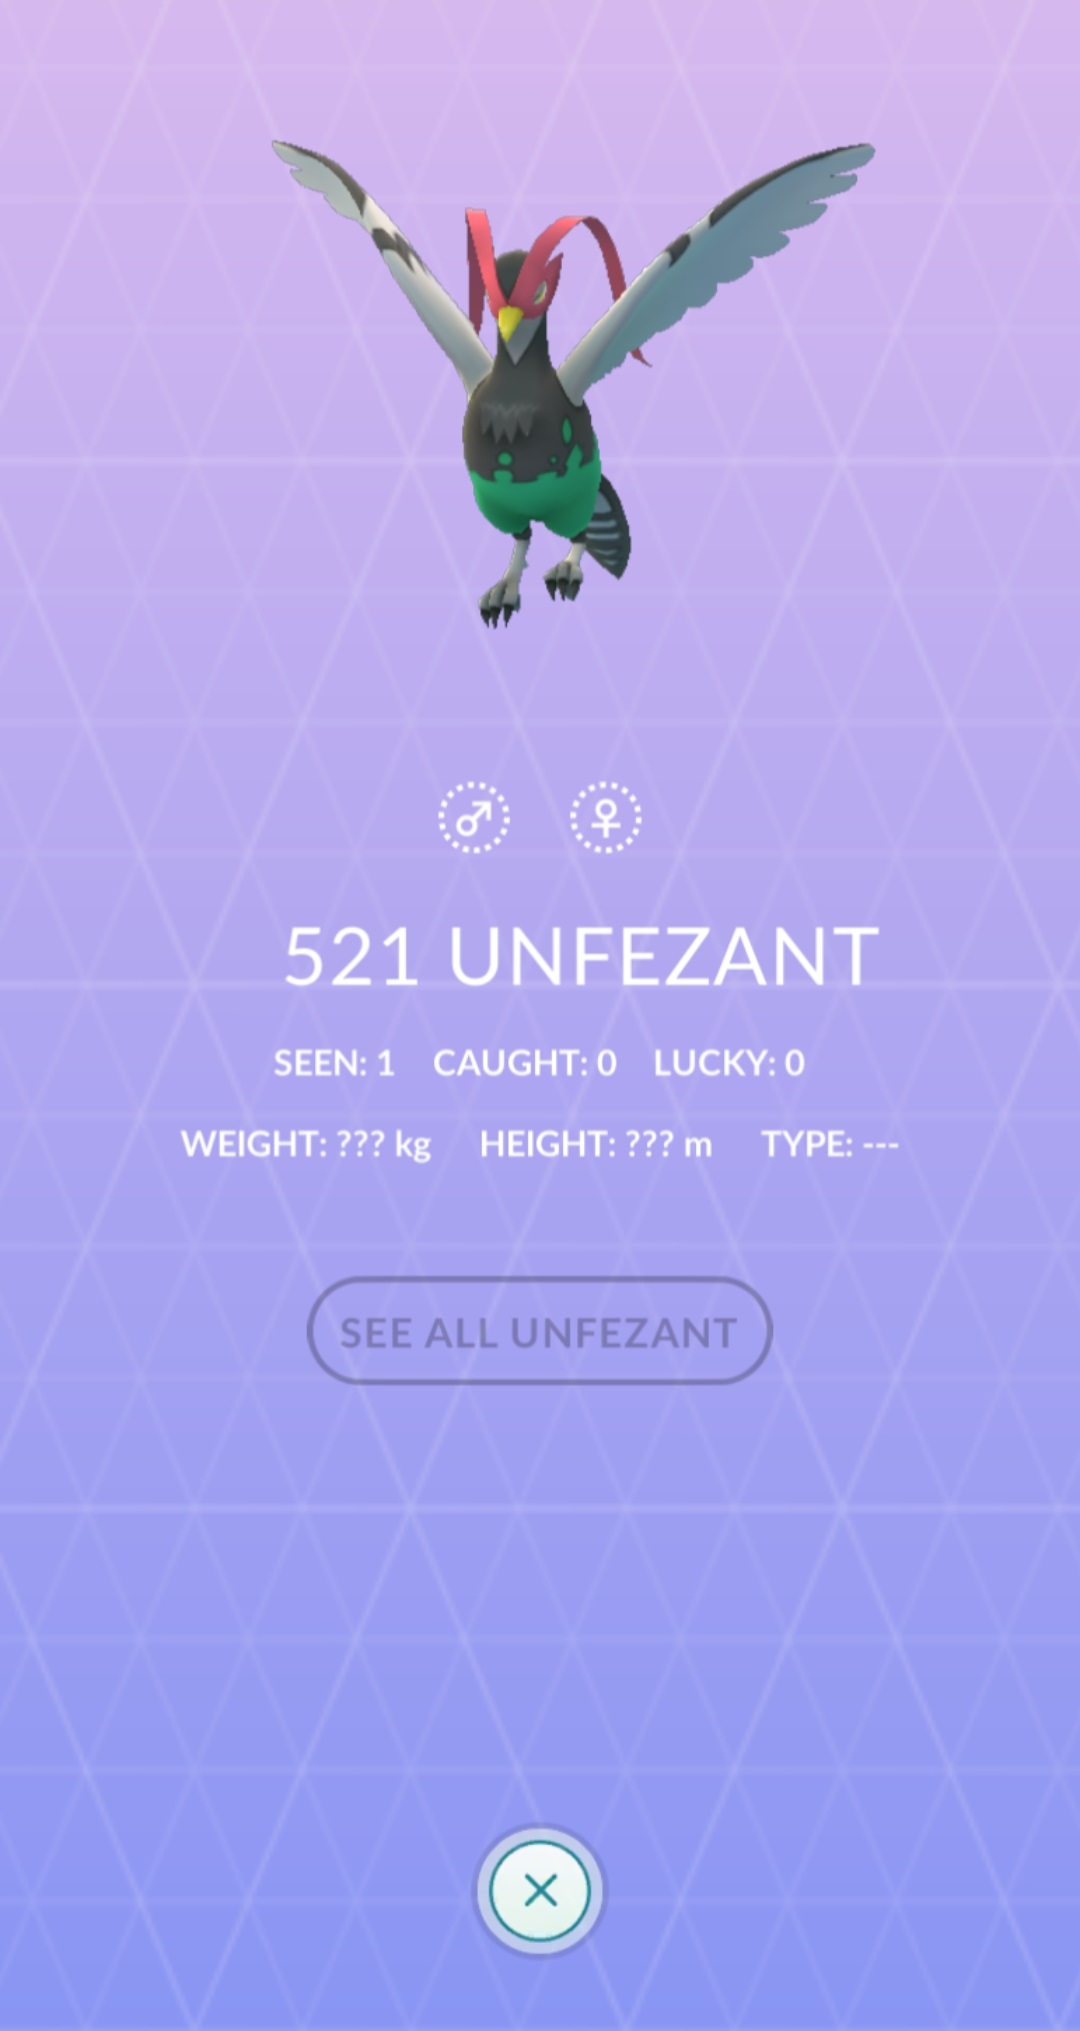 521 UNFEZANT
SEEN: 1 CAUGHT: 0 LUCKY: 0
WEIGHT: ??? kg HEIGHT: ??? m TYPE: ---
SEE ALL UNFEZANT